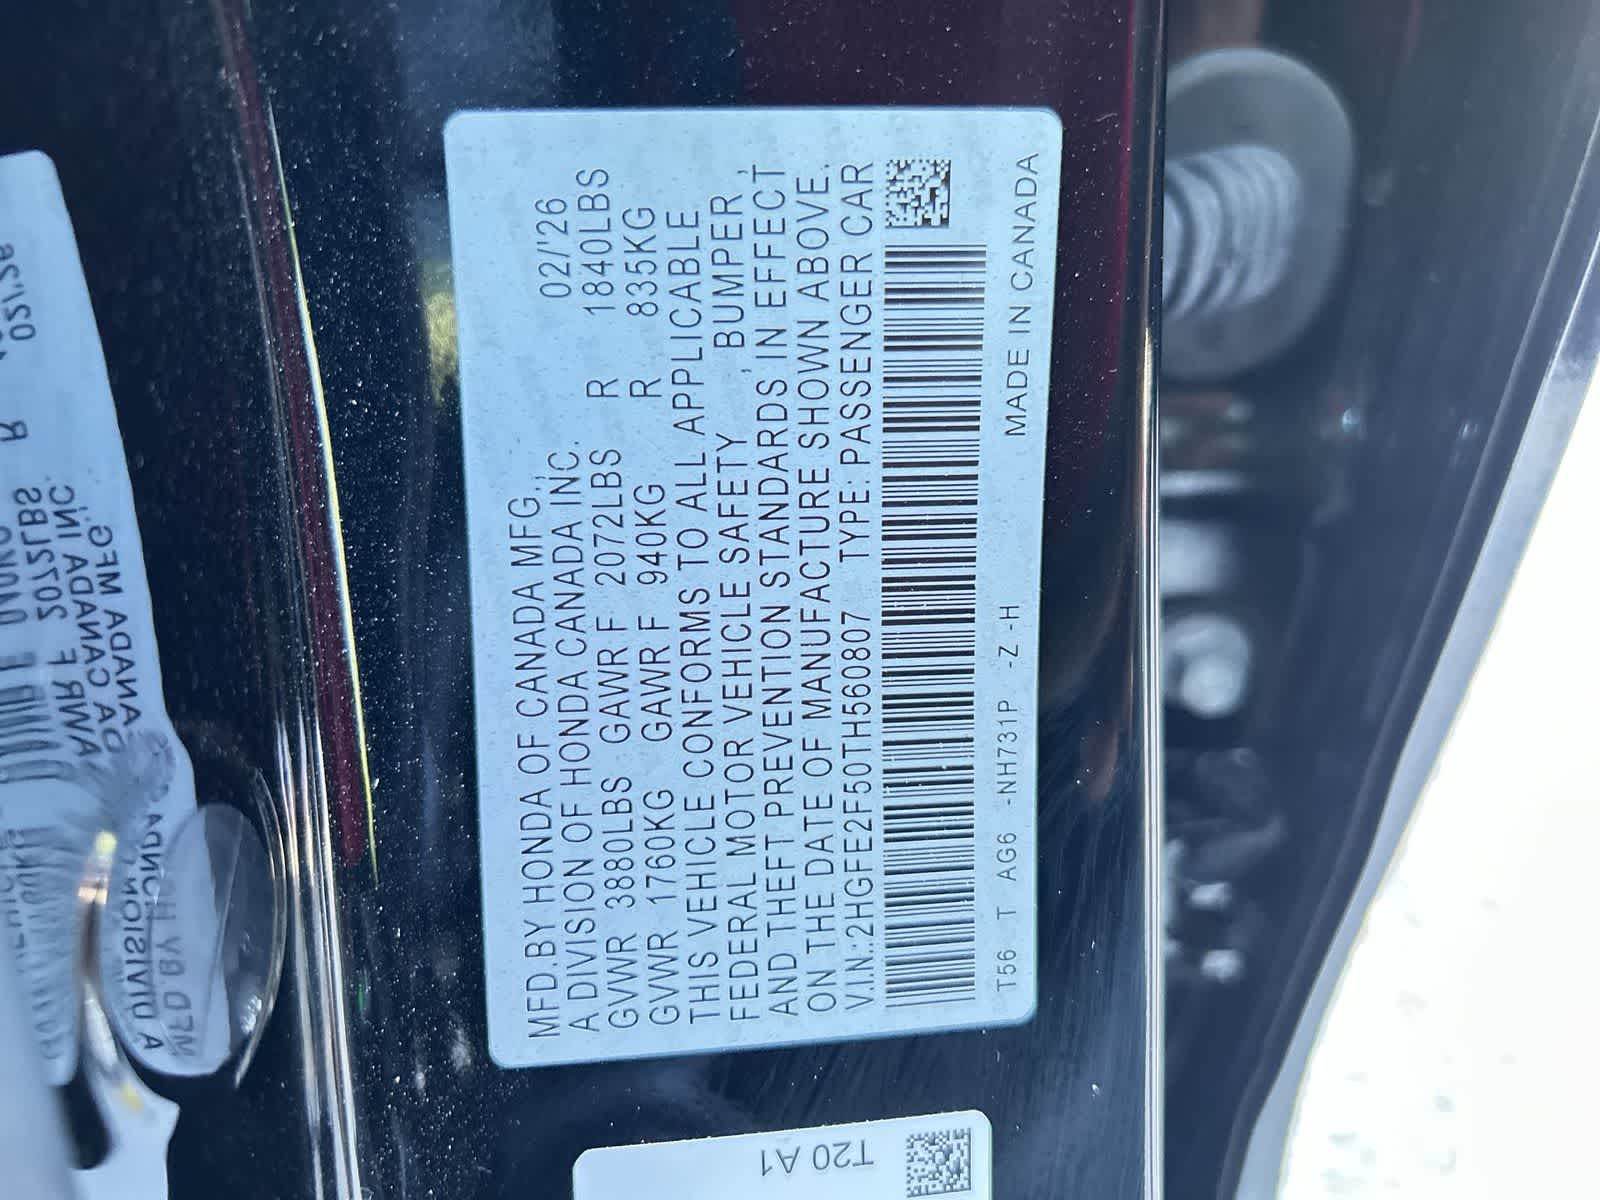 MFD.BY HONDA OF CANADA MFG.,
A DIVISION OF HONDA CANADA INC. 02/'26
GVWR 3880LBS GAWR F 2072LBS R 1840LBS
GVWR 1760KG GAWR F 940KG R 835KG
THIS VEHICLE CONFORMS TO ALL APPLICABLE
FEDERAL MOTOR VEHICLE SAFETY, BUMPER,
AND THEFT PREVENTION STANDARDS IN EFFECT
ON THE DATE OF MANUFACTURE SHOWN ABOVE.
V.I.N.:2HGFE2F50TH560807 TYPE:PASSENGER CAR
T56 T AG6 -NH731P -Z -H MADE IN CANADA
T20 A1